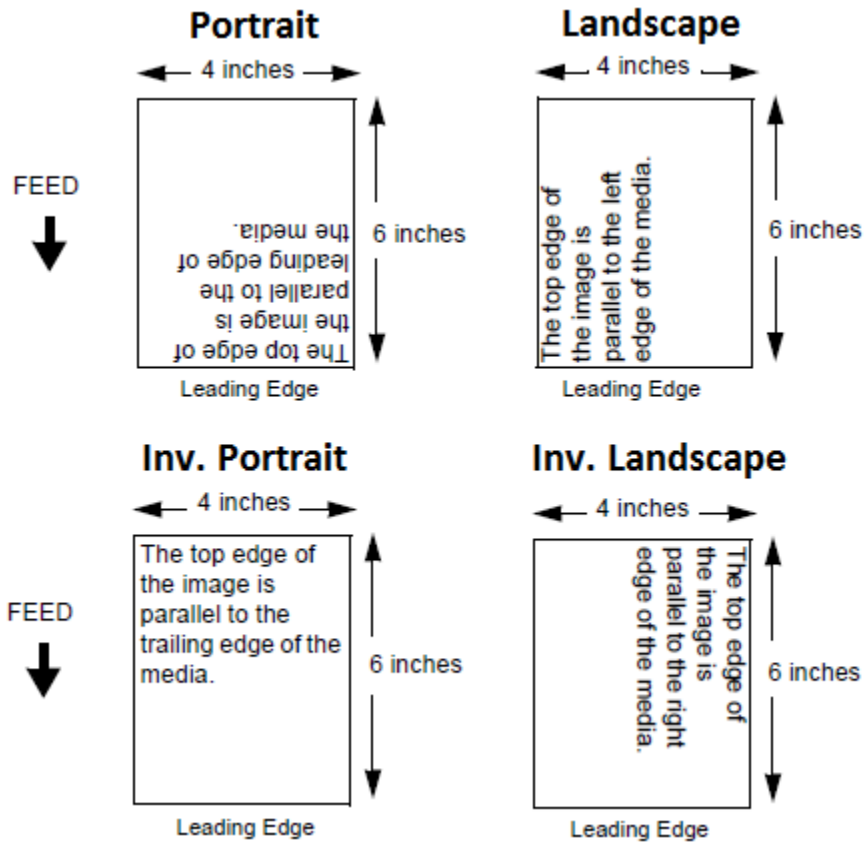 Portrait
4 inches
FEED
The top edge of
the image is
parallel to the
leading edge of
the media.
6 inches
Leading Edge
Landscape
4 inches
The top edge of
the image is
parallel to the left
edge of the media.
6 inches
Leading Edge
Inv. Portrait
4 inches
FEED
The top edge of
the image is
parallel to the
trailing edge of the
media.
6 inches
Leading Edge
Inv. Landscape
4 inches
The top edge of
the image is
parallel to the right
edge of the media.
6 inches
Leading Edge